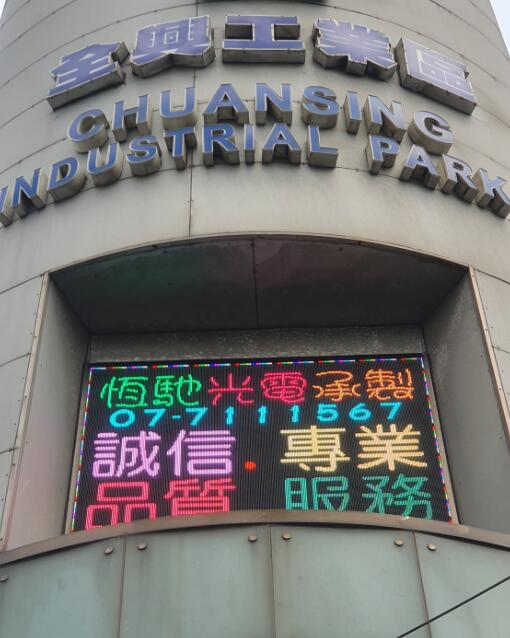 全興工業區
CHUANSING
INDUSTRIAL PARK
恆馳光電承製
07-7111567
誠信·專業
品質 服務